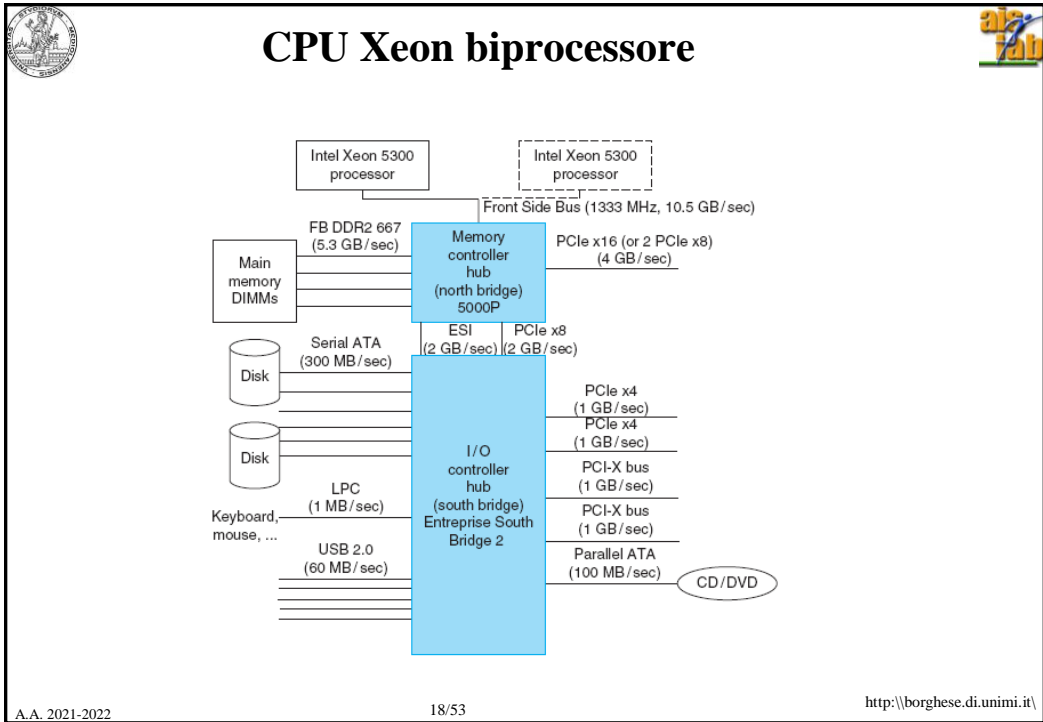 CPU Xeon biprocessore
ais
lab
Intel Xeon 5300
processor
Intel Xeon 5300
processor
Front Side Bus (1333 MHz, 10.5 GB/sec)
FB DDR2 667
(5.3 GB/sec)
Main
memory
DIMMs
Memory
controller
hub
(north bridge)
5000P
PCIe x16 (or 2 PCIe x8)
(4 GB/sec)
ESI
(2 GB/sec)
PCIe x8
(2 GB/sec)
Serial ATA
(300 MB/sec)
Disk
Disk
LPC
(1 MB/sec)
Keyboard,
mouse, ...
USB 2.0
(60 MB/sec)
I/O
controller
hub
(south bridge)
Entreprise South
Bridge 2
PCIe x4
(1 GB/sec)
PCIe x4
(1 GB/sec)
PCI-X bus
(1 GB/sec)
PCI-X bus
(1 GB/sec)
Parallel ATA
(100 MB/sec)
CD/DVD
A.A. 2021-2022
18/53
http:\\borghese.di.unimi.it\